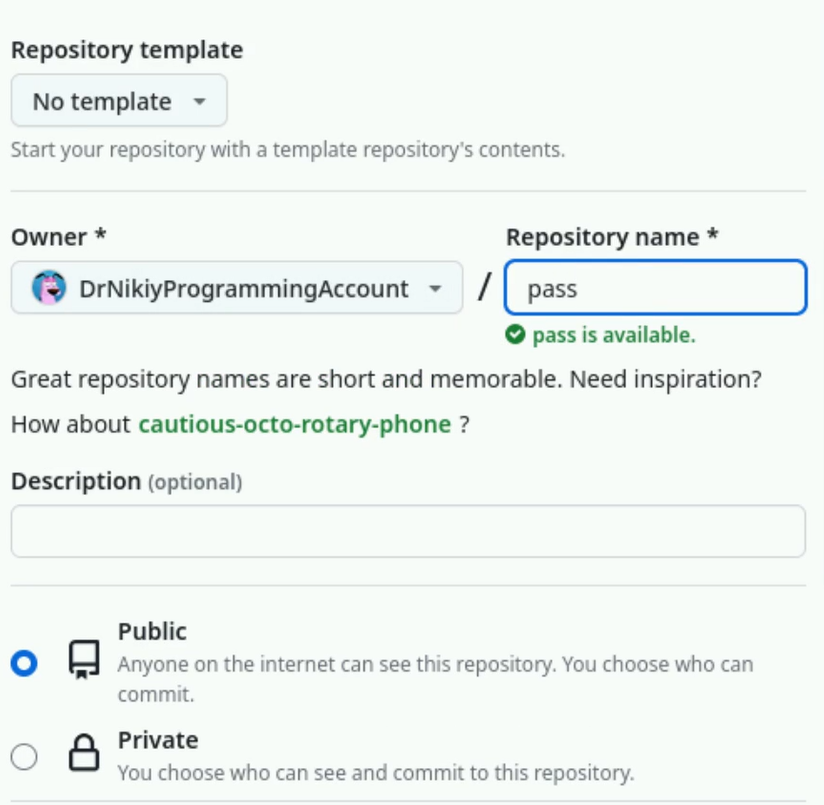 Repository template
No template
Start your repository with a template repository's contents.
Owner *
Repository name *
DrNikiyProgrammingAccount / pass
pass is available.
Great repository names are short and memorable. Need inspiration?
How about cautious-octo-rotary-phone ?
Description (optional)
Public
Anyone on the internet can see this repository. You choose who can
commit.
Private
You choose who can see and commit to this repository.